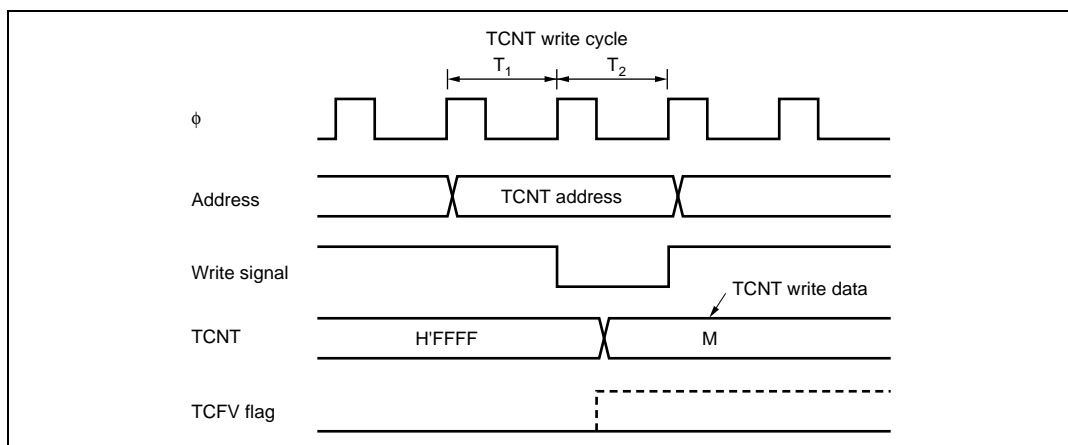 TCNT write cycle
T1 T2
ϕ
Address
TCNT address
Write signal
TCNT write data
TCNT
H'FFFF
M
TCFV flag